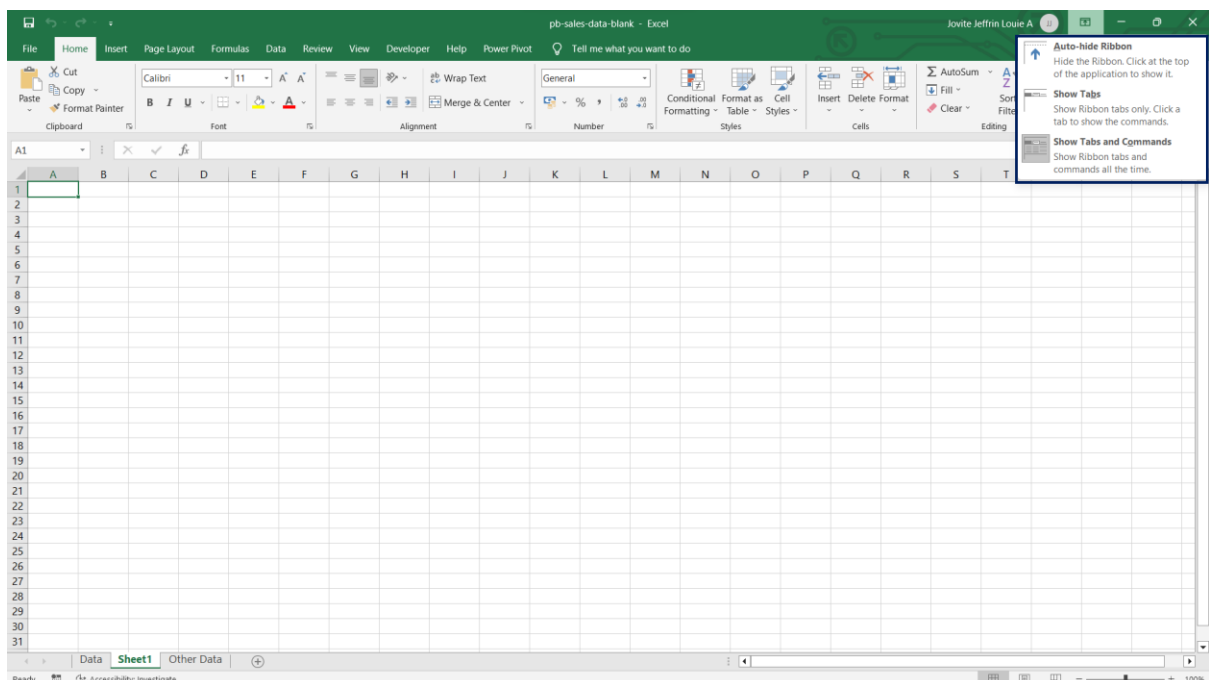 pb-sales-data-blank - Excel
Jovite Jeffrin Louie A
JJ
File Home Insert Page Layout Formulas Data Review View Developer Help Power Pivot Tell me what you want to do
Paste
Cut
Copy
Format Painter
Clipboard
Calibri 11 A A
B I U A
Font
Wrap Text
Merge & Center
Alignment
General
% ,
Number
Conditional Formatting
Format as Table
Cell Styles
Styles
Insert Delete Format
Cells
AutoSum
Fill
Clear
Editing
Auto-hide Ribbon
Hide the Ribbon. Click at the top
of the application to show it.
Show Tabs
Show Ribbon tabs only. Click a
tab to show the commands.
Show Tabs and Commands
Show Ribbon tabs and
commands all the time.
A1 fx
A B C D E F G H I J K L M N O P Q R S T
1
2
3
4
5
6
7
8
9
10
11
12
13
14
15
16
17
18
19
20
21
22
23
24
25
26
27
28
29
30
31
Data Sheet1 Other Data
Ready Accessibility: Investigate 100%